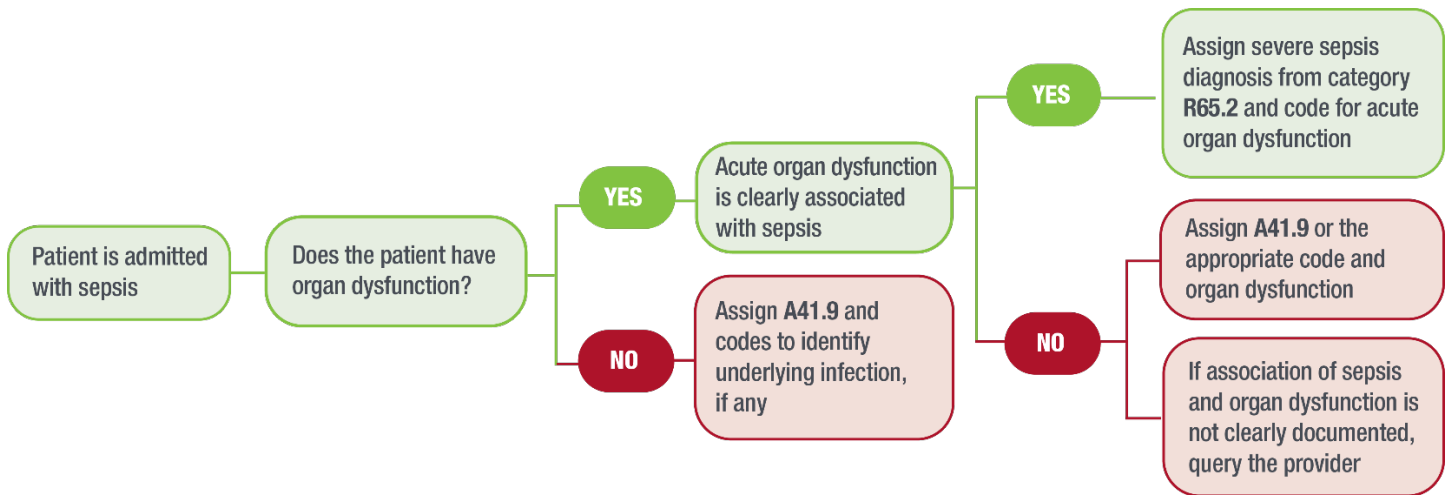 Patient is admitted
with sepsis
Does the patient have
organ dysfunction?
YES
Acute organ dysfunction
is clearly associated
with sepsis
YES
Assign severe sepsis
diagnosis from category
R65.2 and code for acute
organ dysfunction
NO
Assign A41.9 or the
appropriate code and
organ dysfunction
If association of sepsis
and organ dysfunction is
not clearly documented,
query the provider
NO
Assign A41.9 and
codes to identify
underlying infection,
if any